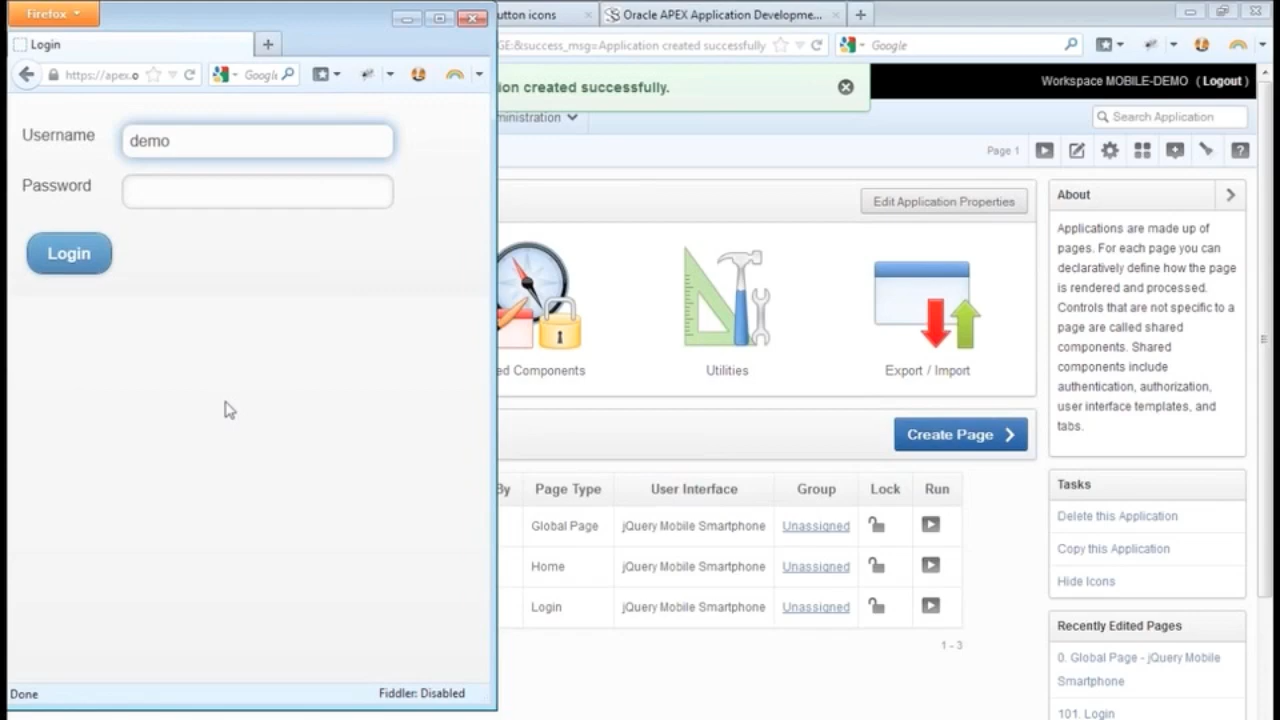 Firefox
Login
https://apex.o
Google
Username
demo
Password
Login
Done
Fiddler: Disabled
utton icons
Oracle APEX Application Developme...
GE:&success_msg=Application created successfully
Google
ion created successfully.
Workspace MOBILE-DEMO ( Logout )
ministration
Search Application
Page 1
Edit Application Properties
ed Components
Utilities
Export / Import
Create Page
By
Page Type
User Interface
Group
Lock
Run
Global Page
jQuery Mobile Smartphone
Unassigned
Home
jQuery Mobile Smartphone
Unassigned
Login
jQuery Mobile Smartphone
Unassigned
1 - 3
About
Applications are made up of
pages. For each page you can
declaratively define how the page
is rendered and processed.
Controls that are not specific to a
page are called shared
components. Shared
components include
authentication, authorization,
user interface templates, and
tabs.
Tasks
Delete this Application
Copy this Application
Hide Icons
Recently Edited Pages
0. Global Page - jQuery Mobile
Smartphone
101. Login